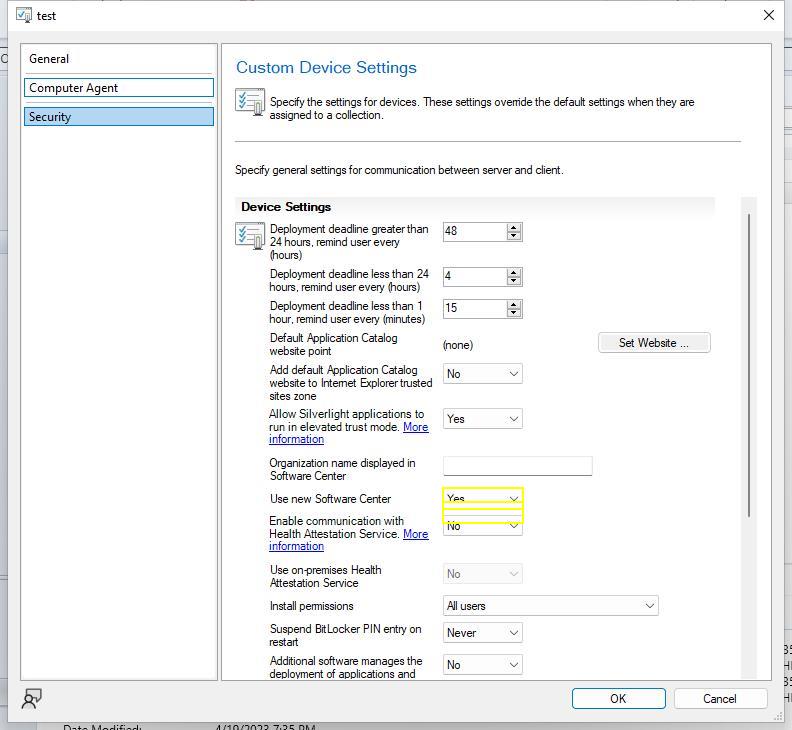 test
General
Computer Agent
Security
Custom Device Settings
Specify the settings for devices. These settings override the default settings when they are
assigned to a collection.
Specify general settings for communication between server and client.
Device Settings
Deployment deadline greater than
24 hours, remind user every
(hours)
48
Deployment deadline less than 24
hours, remind user every (hours)
4
Deployment deadline less than 1
hour, remind user every (minutes)
15
Default Application Catalog
website point
(none)
Set Website ...
Add default Application Catalog
website to Internet Explorer trusted
sites zone
No
Allow Silverlight applications to
run in elevated trust mode. More
information
Yes
Organization name displayed in
Software Center
Use new Software Center
Yes
Enable communication with
Health Attestation Service. More
information
No
Use on-premises Health
Attestation Service
No
Install permissions
All users
Suspend BitLocker PIN entry on
restart
Never
Additional software manages the
deployment of applications and
No
OK
Cancel
Date Modified:
4/19/2023 7:35 PM